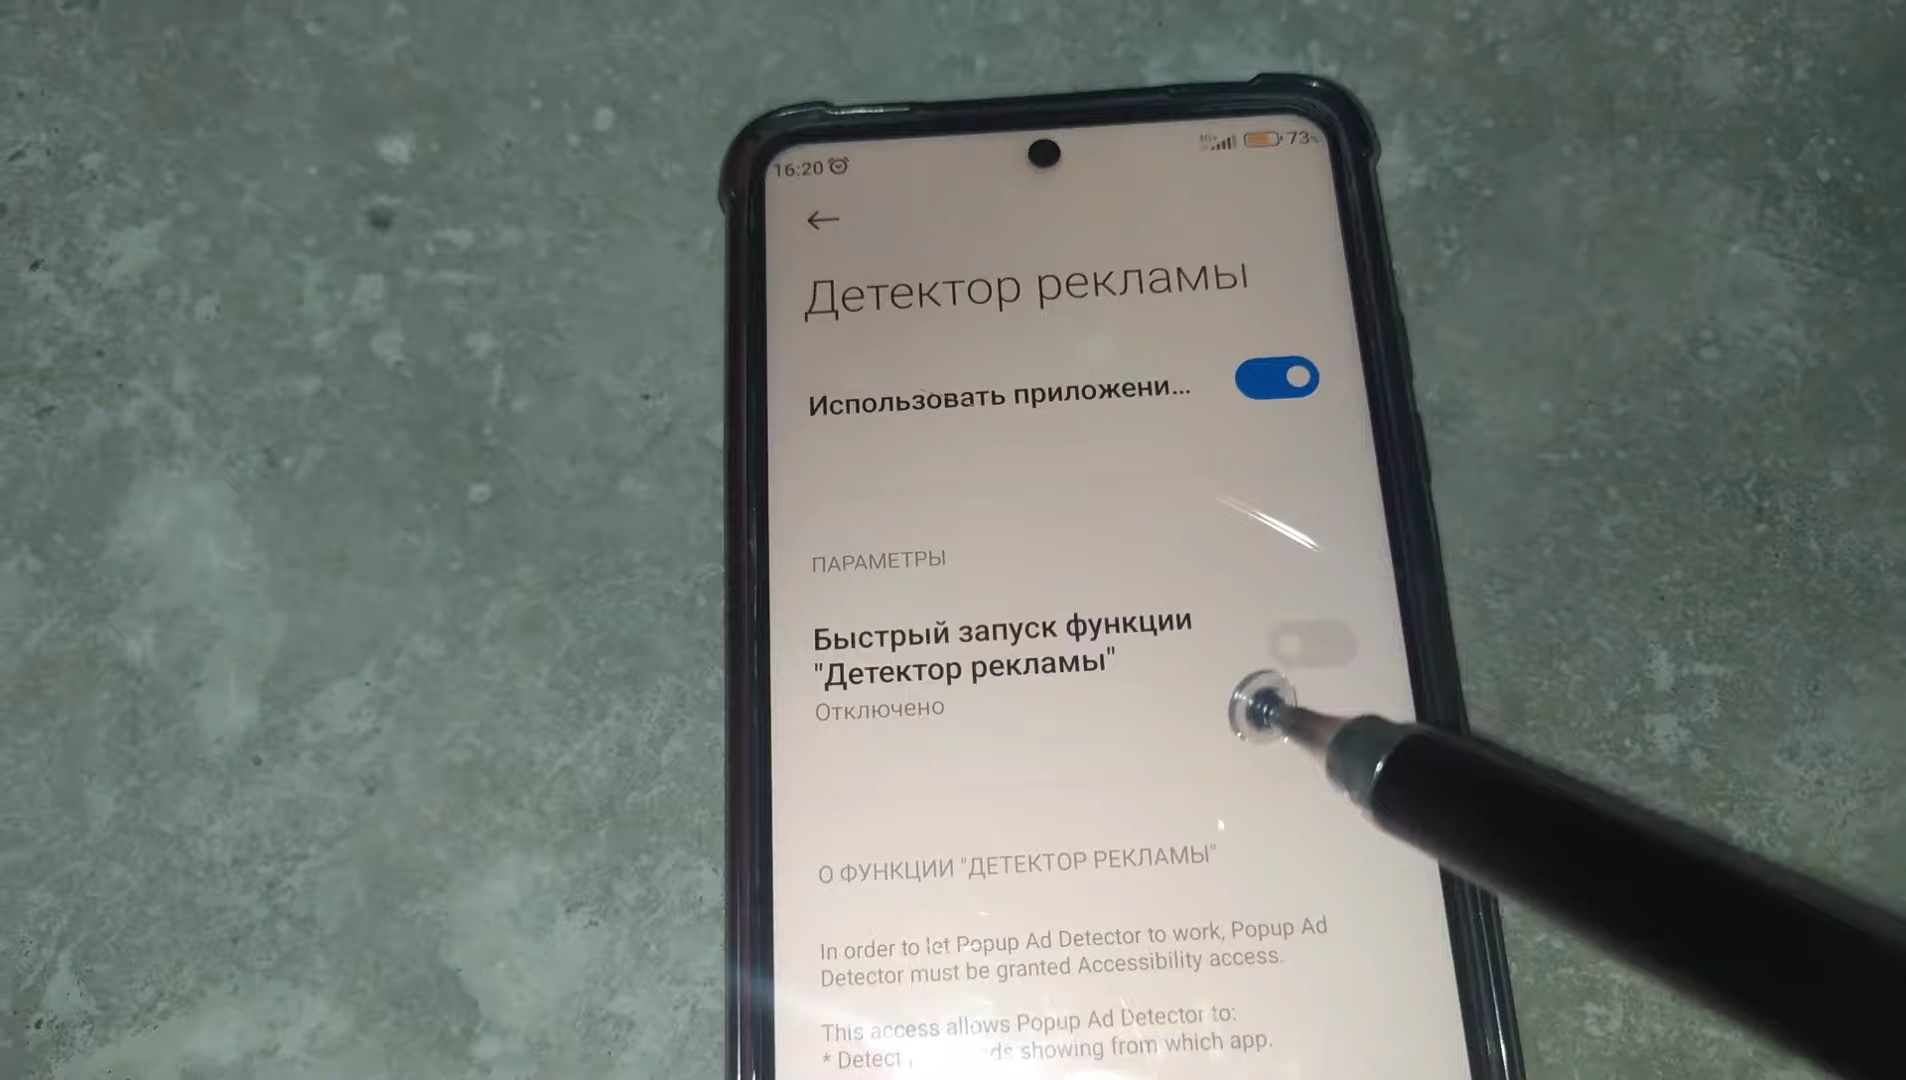 16:20
73%
Детектор рекламы
Использовать приложени...
ПАРАМЕТРЫ
Быстрый запуск функции
"Детектор рекламы"
Отключено
О ФУНКЦИИ "ДЕТЕКТОР РЕКЛАМЫ"
In order to let Popup Ad Detector to work, Popup Ad
Detector must be granted Accessibility access.
This access allows Popup Ad Detector to:
* Detect showing from which app.